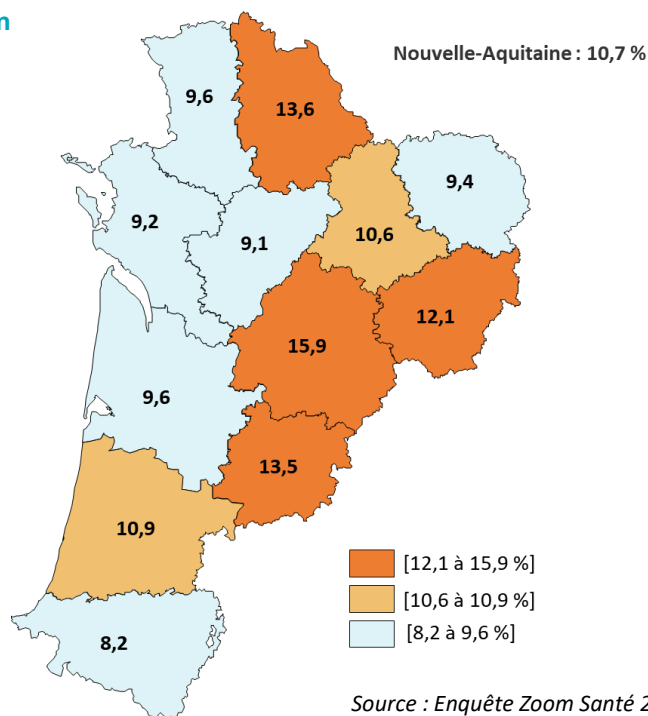 n
Nouvelle-Aquitaine : 10,7 %
9,6
13,6
9,4
9,2
9,1
10,6
12,1
15,9
9,6
13,5
10,9
[12,1 à 15,9 %]
[10,6 à 10,9 %]
[8,2 à 9,6 %]
8,2
Source : Enquête Zoom Santé 2